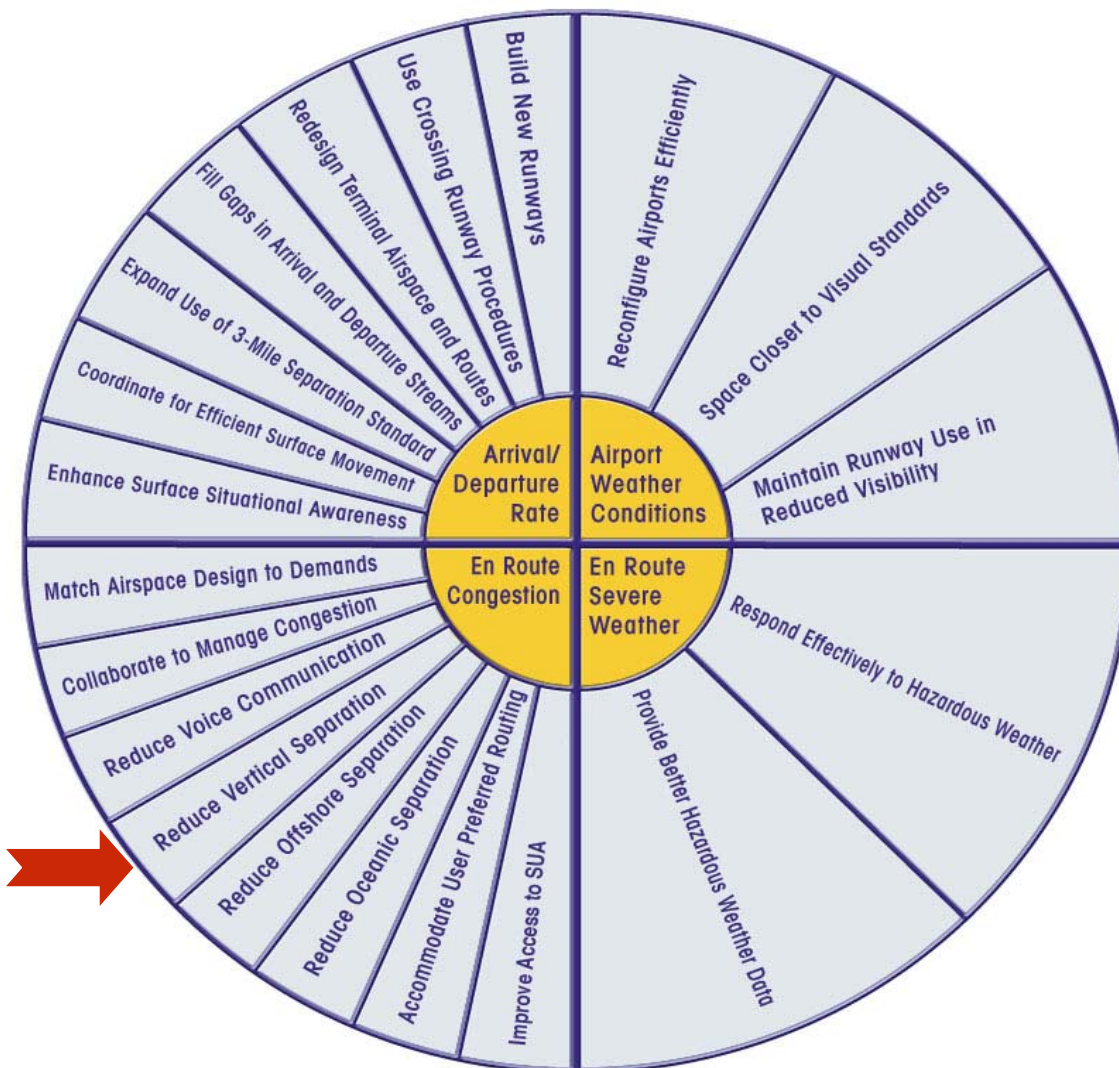 Build New Runways
Use Crossing Runway Procedures
Redesign Terminal Airspace and Routes
Fill Gaps in Arrival and Departure Streams
Expand Use of 3-Mile Separation Standard
Coordinate for Efficient Surface Movement
Enhance Surface Situational Awareness
Arrival/
Departure
Rate
Reconfigure Airports Efficiently
Space Closer to Visual Standards
Maintain Runway Use in
Reduced Visibility
Airport
Weather
Conditions
Match Airspace Design to Demands
Collaborate to Manage Congestion
Reduce Voice Communication
Reduce Vertical Separation
Reduce Offshore Separation
Reduce Oceanic Separation
Accommodate User Preferred Routing
Improve Access to SUA
En Route
Congestion
En Route
Severe
Weather
Respond Effectively to Hazardous Weather
Provide Better Hazardous Weather Data